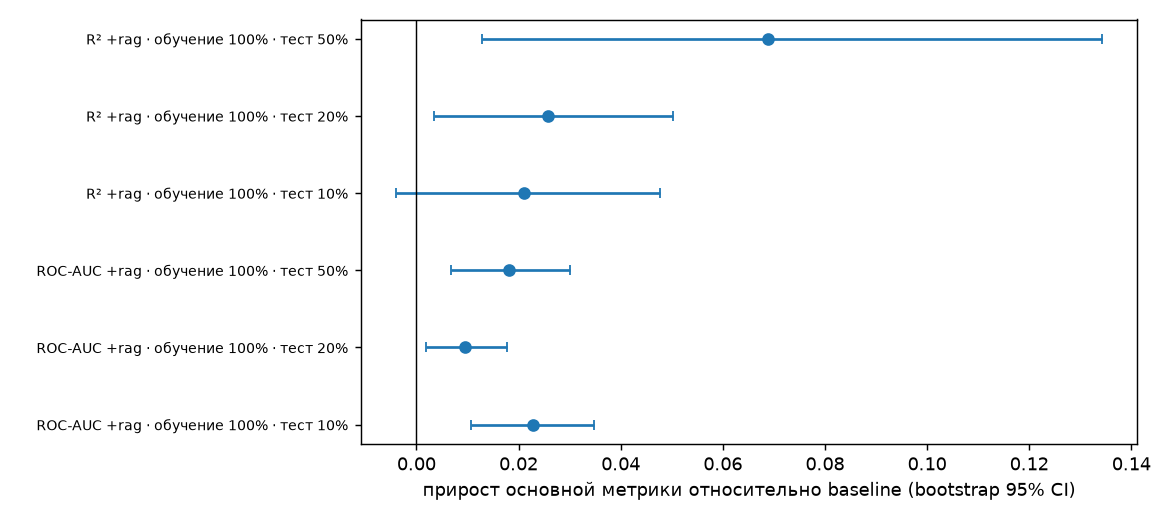 R² +rag · обучение 100% · тест 50%
R² +rag · обучение 100% · тест 20%
R² +rag · обучение 100% · тест 10%
ROC-AUC +rag · обучение 100% · тест 50%
ROC-AUC +rag · обучение 100% · тест 20%
ROC-AUC +rag · обучение 100% · тест 10%
0.00 0.02 0.04 0.06 0.08 0.10 0.12 0.14
прирост основной метрики относительно baseline (bootstrap 95% CI)